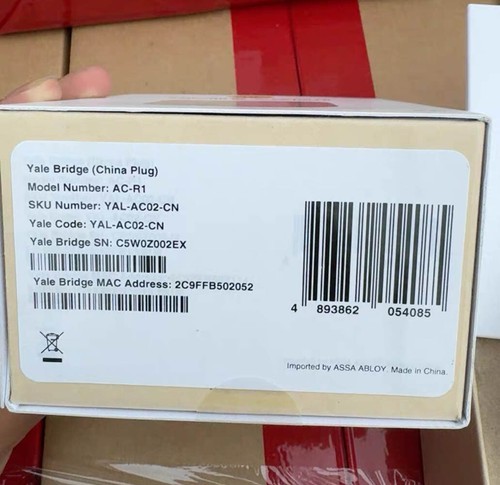 Yale Bridge (China Plug)
Model Number: AC-R1
SKU Number: YAL-AC02-CN
Yale Code: YAL-AC02-CN
Yale Bridge SN: C5W0Z002EX
Yale Bridge MAC Address: 2C9FFB502052
4 893862 054085
Imported by ASSA ABLOY. Made in China.